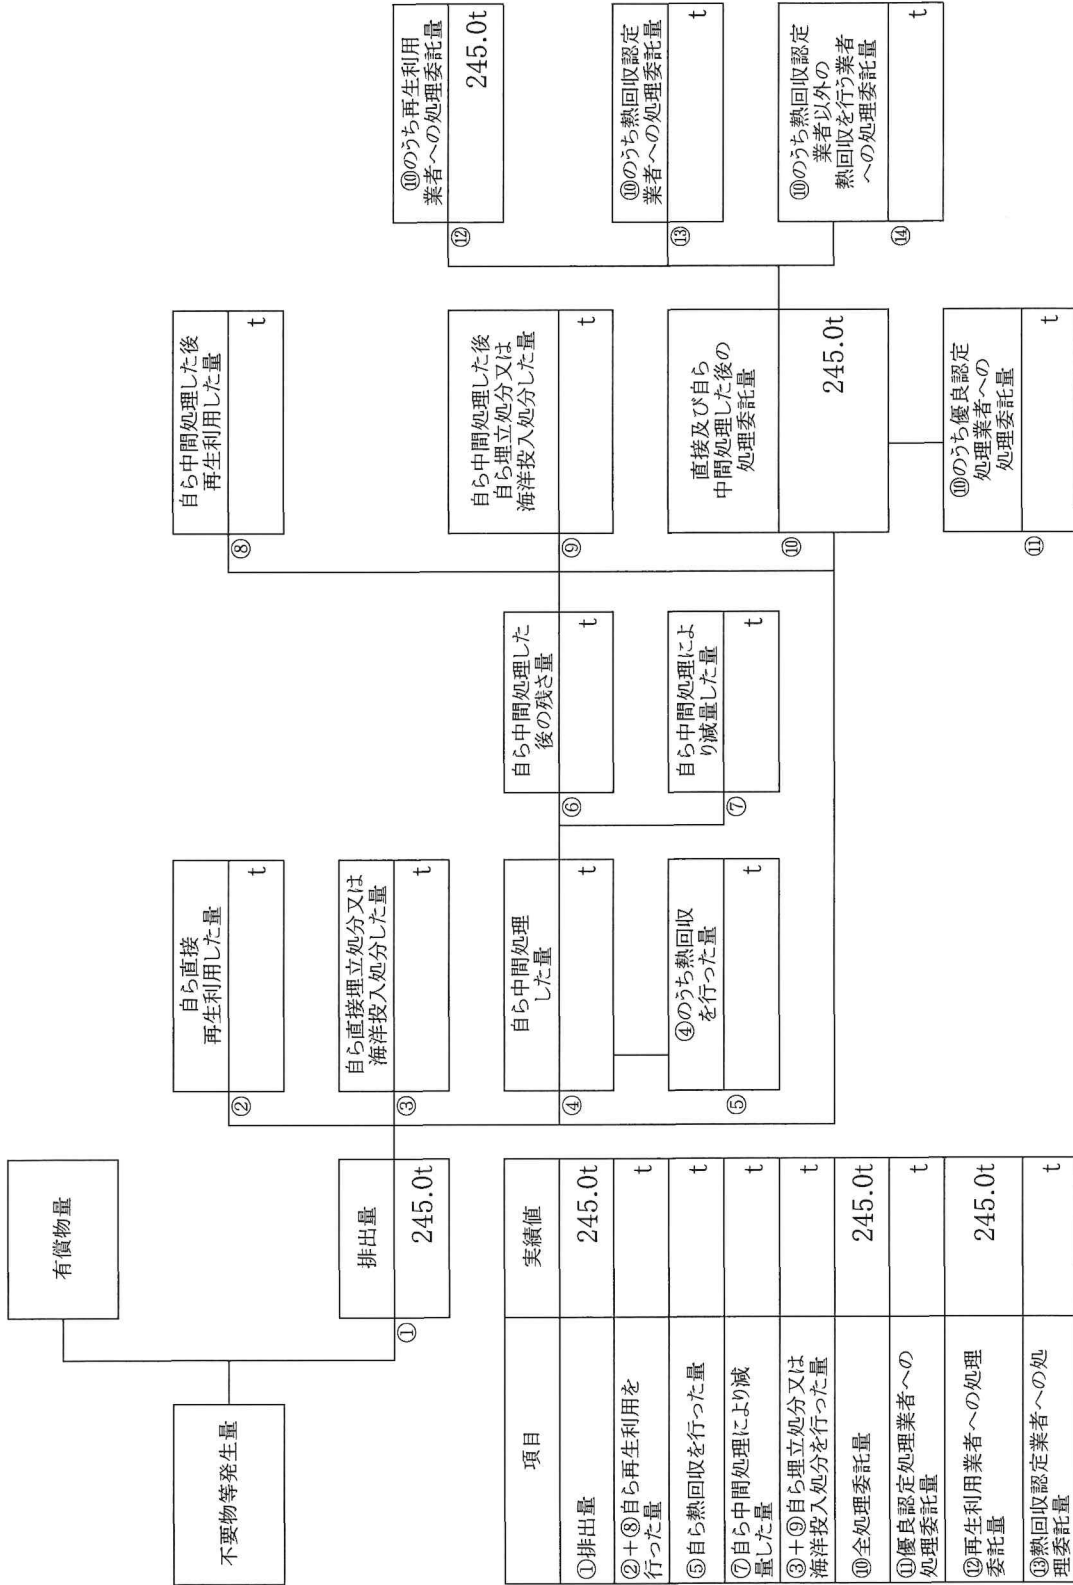 有償物量
不要物等発生量
排出量
①
245.0t
自ら直接
再生利用した量
②
t
自ら直接埋立処分又は
海洋投入処分した量
③
t
自ら中間処理
した量
④
t
④のうち熱回収
を行った量
⑤
t
自ら中間処理した
後の残さ量
⑥
t
自ら中間処理によ
り減量した量
⑦
t
自ら中間処理した後
再生利用した量
⑧
t
自ら中間処理した後
自ら埋立処分又は
海洋投入処分した量
⑨
t
直接及び自ら
中間処理した後の
処理委託量
⑩
245.0t
⑩のうち優良認定
処理業者への
処理委託量
⑪
t
⑩のうち再生利用
業者への処理委託量
⑫
245.0t
⑩のうち熱回収認定
業者への処理委託量
⑬
t
⑩のうち熱回収認定
業者以外の
熱回収を行う業者
への処理委託量
⑭
t
項目
実績値
①排出量
245.0t
②+⑧自ら再生利用を
行った量
t
⑤自ら熱回収を行った量
t
⑦自ら中間処理により減
量した量
t
③+⑨自ら埋立処分又は
海洋投入処分を行った量
t
⑩全処理委託量
245.0t
⑪優良認定処理業者への
処理委託量
t
⑫再生利用業者への処理
委託量
245.0t
⑬熱回収認定業者への処
理委託量
t